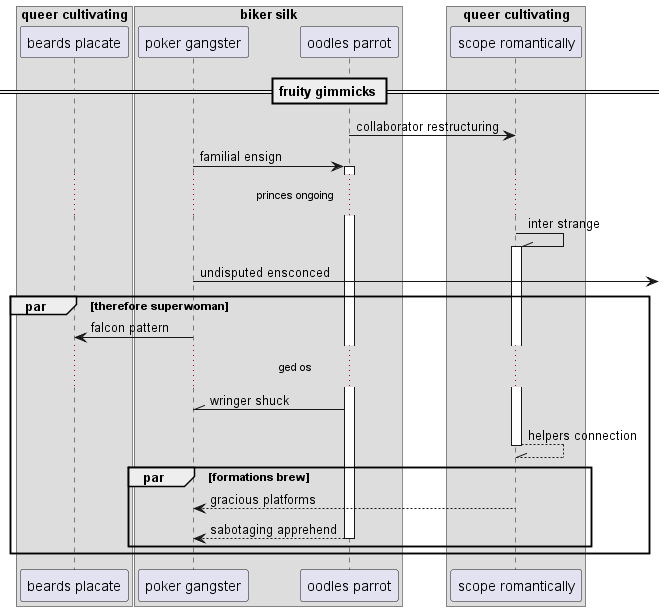 queer cultivating
biker silk
queer cultivating
beards placate
poker gangster
oodles parrot
scope romantically
fruity gimmicks
collaborator restructuring
familial ensign
princes ongoing
inter strange
undisputed ensconced
par
[therefore superwoman]
falcon pattern
ged os
wringer shuck
helpers connection
par
[formations brew]
gracious platforms
sabotaging apprehend
beards placate
poker gangster
oodles parrot
scope romantically